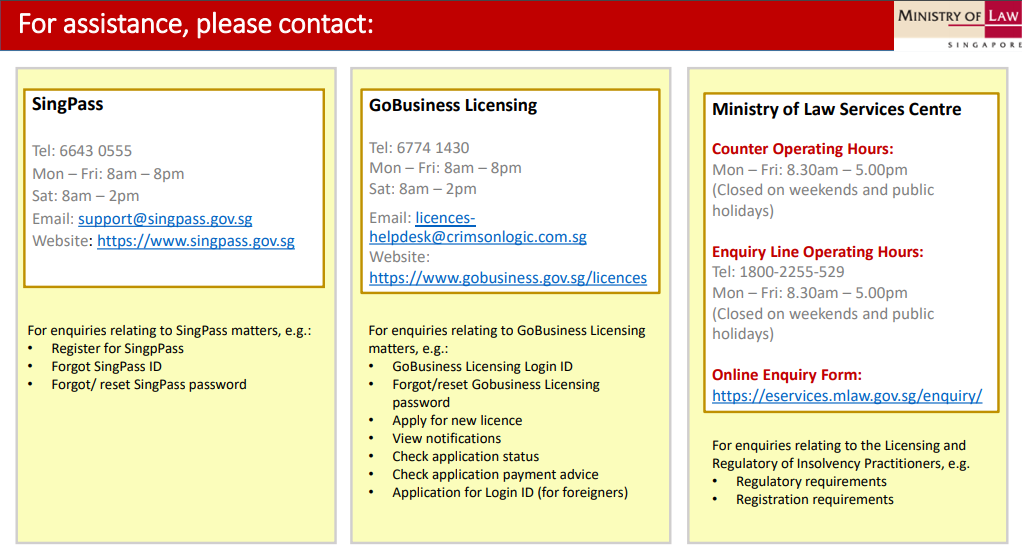 For assistance, please contact:
MINISTRY OF LAW
SINGAPORE
SingPass
Tel: 6643 0555
Mon – Fri: 8am – 8pm
Sat: 8am – 2pm
Email: support@singpass.gov.sg
Website: https://www.singpass.gov.sg
For enquiries relating to SingPass matters, e.g.:
• Register for SingpPass
• Forgot SingPass ID
• Forgot/ reset SingPass password
GoBusiness Licensing
Tel: 6774 1430
Mon – Fri: 8am – 8pm
Sat: 8am – 2pm
Email: licences-
helpdesk@crimsonlogic.com.sg
Website:
https://www.gobusiness.gov.sg/licences
For enquiries relating to GoBusiness Licensing
matters, e.g.:
• GoBusiness Licensing Login ID
• Forgot/reset Gobusiness Licensing
password
• Apply for new licence
• View notifications
• Check application status
• Check application payment advice
• Application for Login ID (for foreigners)
Ministry of Law Services Centre
Counter Operating Hours:
Mon – Fri: 8.30am – 5.00pm
(Closed on weekends and public
holidays)
Enquiry Line Operating Hours:
Tel: 1800-2255-529
Mon – Fri: 8.30am – 5.00pm
(Closed on weekends and public
holidays)
Online Enquiry Form:
https://eservices.mlaw.gov.sg/enquiry/
For enquiries relating to the Licensing and
Regulatory of Insolvency Practitioners, e.g.
• Regulatory requirements
• Registration requirements